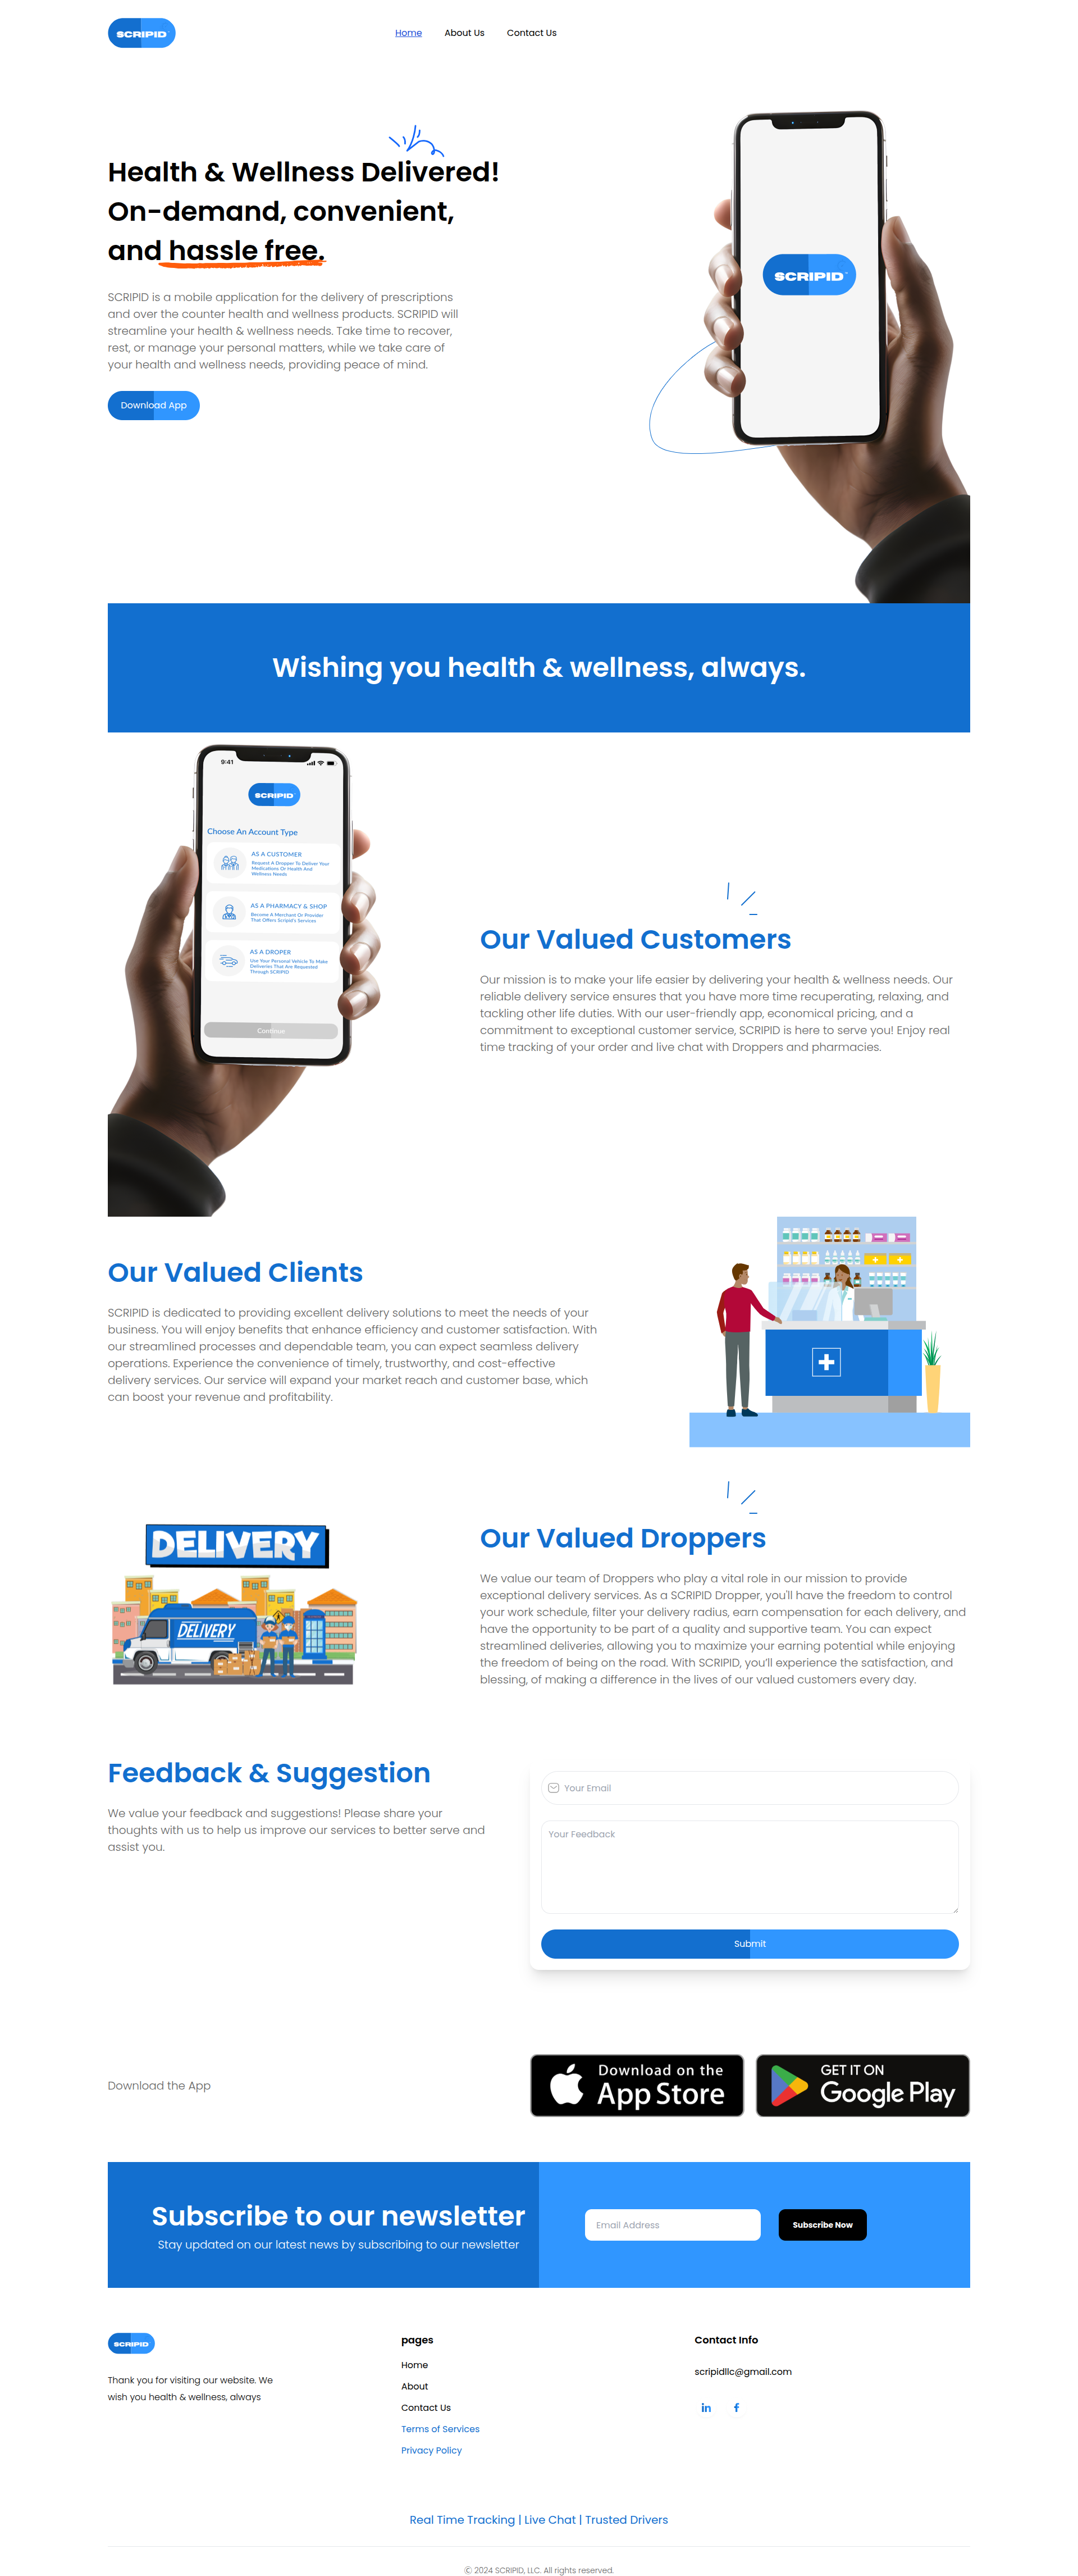 SCRIPID
Home
About Us
Contact Us
Health & Wellness Delivered!
On-demand, convenient,
and hassle free.
SCRIPID is a mobile application for the delivery of prescriptions
and over the counter health and wellness products. SCRIPID will
streamline your health & wellness needs. Take time to recover,
rest, or manage your personal matters, while we take care of
your health and wellness needs, providing peace of mind.
Download App
SCRIPID
Wishing you health & wellness, always.
9:41
SCRIPID
Choose An Account Type
AS A CUSTOMER
Request A Dropper To Deliver Your
Medications Or Health And
Wellness Needs
AS A PHARMACY & SHOP
Become A Merchant Or Provider
That Offers Scripid's Services
AS A DROPER
Use Your Personal Vehicle To Make
Deliveries That Are Requested
Through SCRIPID
Continue
Our Valued Customers
Our mission is to make your life easier by delivering your health & wellness needs. Our
reliable delivery service ensures that you have more time recuperating, relaxing, and
tackling other life duties. With our user-friendly app, economical pricing, and a
commitment to exceptional customer service, SCRIPID is here to serve you! Enjoy real
time tracking of your order and live chat with Droppers and pharmacies.
Our Valued Clients
SCRIPID is dedicated to providing excellent delivery solutions to meet the needs of your
business. You will enjoy benefits that enhance efficiency and customer satisfaction. With
our streamlined processes and dependable team, you can expect seamless delivery
operations. Experience the convenience of timely, trustworthy, and cost-effective
delivery services. Our service will expand your market reach and customer base, which
can boost your revenue and profitability.
DELIVERY
DELIVERY
Our Valued Droppers
We value our team of Droppers who play a vital role in our mission to provide
exceptional delivery services. As a SCRIPID Dropper, you'll have the freedom to control
your work schedule, filter your delivery radius, earn compensation for each delivery, and
have the opportunity to be part of a quality and supportive team. You can expect
streamlined deliveries, allowing you to maximize your earning potential while enjoying
the freedom of being on the road. With SCRIPID, you'll experience the satisfaction, and
blessing, of making a difference in the lives of our valued customers every day.
Feedback & Suggestion
We value your feedback and suggestions! Please share your
thoughts with us to help us improve our services to better serve and
assist you.
Your Email
Your Feedback
Submit
Download the App
Download on the
App Store
GET IT ON
Google Play
Subscribe to our newsletter
Stay updated on our latest news by subscribing to our newsletter
Email Address
Subscribe Now
SCRIPID
Thank you for visiting our website. We
wish you health & wellness, always
pages
Home
About
Contact Us
Terms of Services
Privacy Policy
Contact Info
scripidllc@gmail.com
in
f
Real Time Tracking | Live Chat | Trusted Drivers
© 2024 SCRIPID, LLC. All rights reserved.